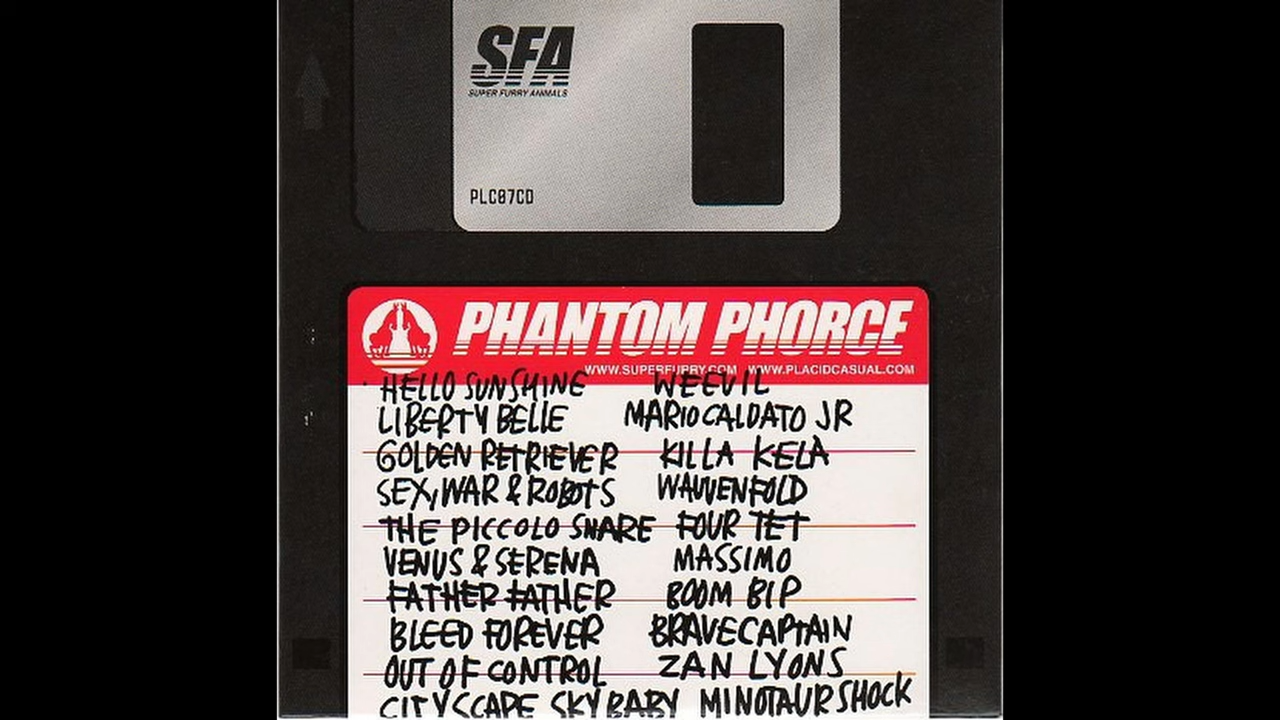 SFA
SUPER FURRY ANIMALS
PLC07CD
PHANTOM PHORCE
WWW.SUPERFURRY.COM WWW.PLACIDCASUAL.COM
HELLO SUNSHINE WEEVIL
LIBERTY BELLE MARIO CALDATO JR
GOLDEN RETRIEVER KILLA KELA
SEX, WAR & ROBOTS WAUVENFOLD
THE PICCOLO SNARE FOUR TET
VENUS & SERENA MASSIMO
FATHER FATHER BOOM BIP
BLEED FOREVER BRAVECAPTAIN
OUT OF CONTROL ZAN LYONS
CITYSCAPE SKYBABY MINOTAUR SHOCK